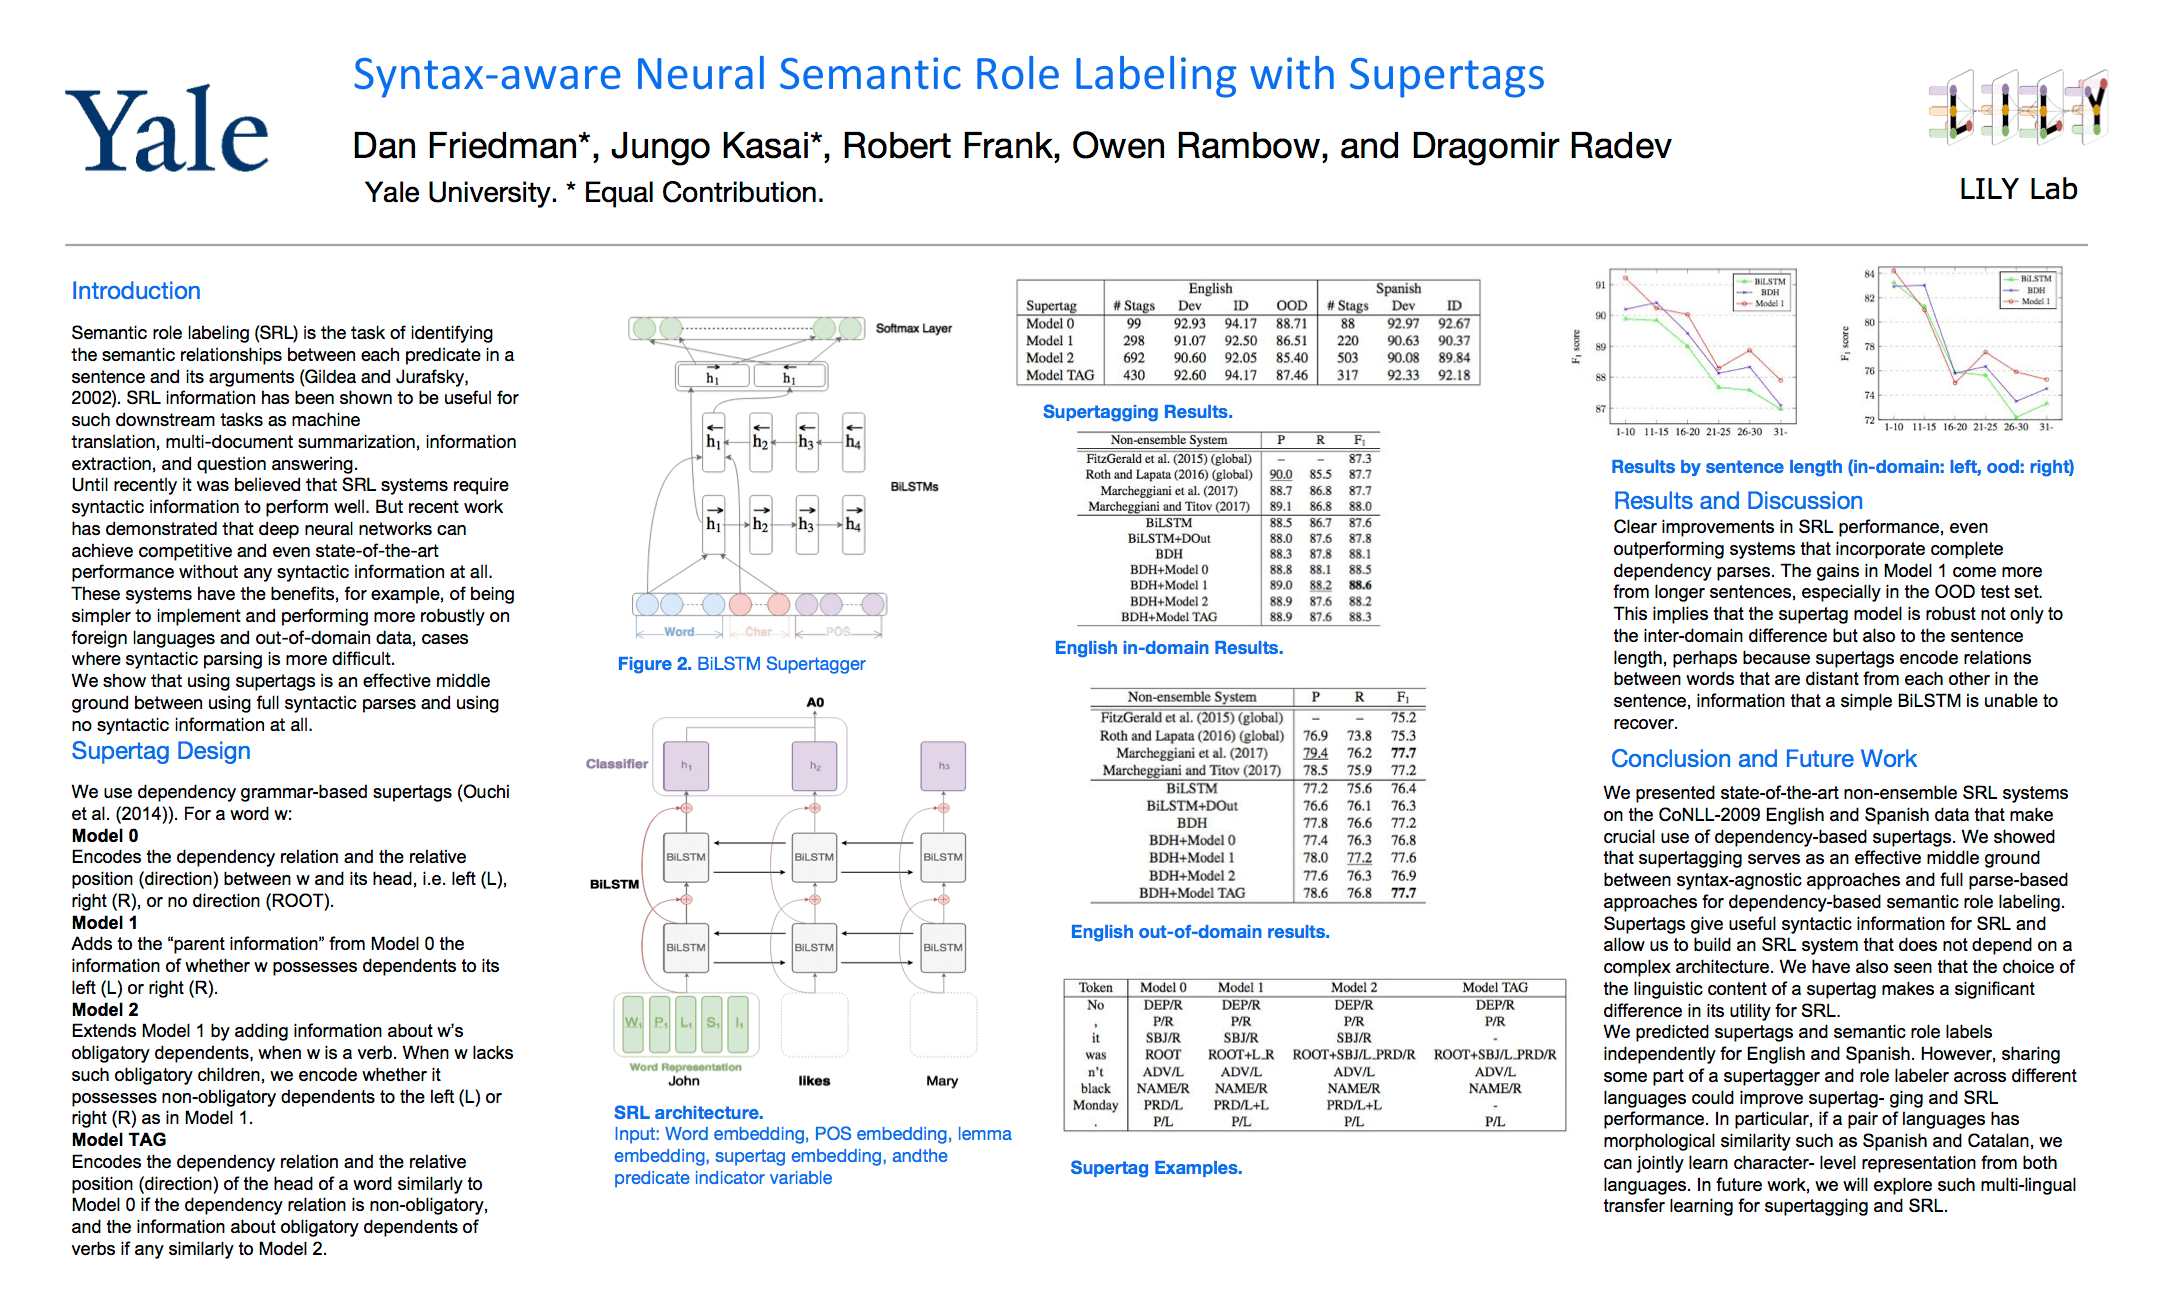 Yale
Syntax-aware Neural Semantic Role Labeling with Supertags
Dan Friedman*, Jungo Kasai*, Robert Frank, Owen Rambow, and Dragomir Radev
Yale University. * Equal Contribution.
LILY
LILY Lab
Introduction
Semantic role labeling (SRL) is the task of identifying
the semantic relationships between each predicate in a
sentence and its arguments (Gildea and Jurafsky,
2002). SRL information has been shown to be useful for
such downstream tasks as machine
translation, multi-document summarization, information
extraction, and question answering.
Until recently it was believed that SRL systems require
syntactic information to perform well. But recent work
has demonstrated that deep neural networks can
achieve competitive and even state-of-the-art
performance without any syntactic information at all.
These systems have the benefits, for example, of being
simpler to implement and performing more robustly on
foreign languages and out-of-domain data, cases
where syntactic parsing is more difficult.
We show that using supertags is an effective middle
ground between using full syntactic parses and using
no syntactic information at all.
Supertag Design
We use dependency grammar-based supertags (Ouchi
et al. (2014)). For a word w:
Model 0
Encodes the dependency relation and the relative
position (direction) between w and its head, i.e. left (L),
right (R), or no direction (ROOT).
Model 1
Adds to the “parent information” from Model 0 the
information of whether w possesses dependents to its
left (L) or right (R).
Model 2
Extends Model 1 by adding information about w’s
obligatory dependents, when w is a verb. When w lacks
such obligatory children, we encode whether it
possesses non-obligatory dependents to the left (L) or
right (R) as in Model 1.
Model TAG
Encodes the dependency relation and the relative
position (direction) of the head of a word similarly to
Model 0 if the dependency relation is non-obligatory,
and the information about obligatory dependents of
verbs if any similarly to Model 2.
Softmax Layer
h1 h1
h1 h2 h3 h4
BiLSTMs
h1 h2 h3 h4
Word Char POS
Figure 2. BiLSTM Supertagger
A0
Classifier h1 h2 h3
BiLSTM BiLSTM BiLSTM
BiLSTM
BiLSTM BiLSTM BiLSTM
W1 P1 L1 S1 I1
Word Representation
John likes Mary
SRL architecture.
Input: Word embedding, POS embedding, lemma
embedding, supertag embedding, andthe
predicate indicator variable
English Spanish
Supertag # Stags Dev ID OOD # Stags Dev ID
Model 0 99 92.93 94.17 88.71 88 92.97 92.67
Model 1 298 91.07 92.50 86.51 220 90.63 90.37
Model 2 692 90.60 92.05 85.40 503 90.08 89.84
Model TAG 430 92.60 94.17 87.46 317 92.33 92.18
Supertagging Results.
Non-ensemble System P R F1
FitzGerald et al. (2015) (global) – – 87.3
Roth and Lapata (2016) (global) 90.0 85.5 87.7
Marcheggiani et al. (2017) 88.7 86.8 87.7
Marcheggiani and Titov (2017) 89.1 86.8 88.0
BiLSTM 88.5 86.7 87.6
BiLSTM+DOut 88.0 87.6 87.8
BDH 88.3 87.8 88.1
BDH+Model 0 88.8 88.1 88.5
BDH+Model 1 89.0 88.2 88.6
BDH+Model 2 88.9 87.6 88.2
BDH+Model TAG 88.9 87.6 88.3
English in-domain Results.
Non-ensemble System P R F1
FitzGerald et al. (2015) (global) – – 75.2
Roth and Lapata (2016) (global) 76.9 73.8 75.3
Marcheggiani et al. (2017) 79.4 76.2 77.7
Marcheggiani and Titov (2017) 78.5 75.9 77.2
BiLSTM 77.2 75.6 76.4
BiLSTM+DOut 76.6 76.1 76.3
BDH 77.8 76.6 77.2
BDH+Model 0 77.4 76.3 76.8
BDH+Model 1 78.0 77.2 77.6
BDH+Model 2 77.6 76.3 76.9
BDH+Model TAG 78.6 76.8 77.7
English out-of-domain results.
Token Model 0 Model 1 Model 2 Model TAG
No DEP/R DEP/R DEP/R DEP/R
, P/R P/R P/R P/R
it SBJ/R SBJ/R SBJ/R -
was ROOT ROOT+L_R ROOT+SBJ/L_PRD/R ROOT+SBJ/L_PRD/R
n't ADV/L ADV/L ADV/L ADV/L
black NAME/R NAME/R NAME/R NAME/R
Monday PRD/L PRD/L+L PRD/L+L -
. P/L P/L P/L P/L
Supertag Examples.
F1 score
91
90
89
88
87
1-10 11-15 16-20 21-25 26-30 31-
BiLSTM
BDH
Model 1
F1 score
84
82
80
78
76
74
72
1-10 11-15 16-20 21-25 26-30 31-
BiLSTM
BDH
Model 1
Results by sentence length (in-domain: left, ood: right)
Results and Discussion
Clear improvements in SRL performance, even
outperforming systems that incorporate complete
dependency parses. The gains in Model 1 come more
from longer sentences, especially in the OOD test set.
This implies that the supertag model is robust not only to
the inter-domain difference but also to the sentence
length, perhaps because supertags encode relations
between words that are distant from each other in the
sentence, information that a simple BiLSTM is unable to
recover.
Conclusion and Future Work
We presented state-of-the-art non-ensemble SRL systems
on the CoNLL-2009 English and Spanish data that make
crucial use of dependency-based supertags. We showed
that supertagging serves as an effective middle ground
between syntax-agnostic approaches and full parse-based
approaches for dependency-based semantic role labeling.
Supertags give useful syntactic information for SRL and
allow us to build an SRL system that does not depend on a
complex architecture. We have also seen that the choice of
the linguistic content of a supertag makes a significant
difference in its utility for SRL.
We predicted supertags and semantic role labels
independently for English and Spanish. However, sharing
some part of a supertagger and role labeler across different
languages could improve supertag- ging and SRL
performance. In particular, if a pair of languages has
morphological similarity such as Spanish and Catalan, we
can jointly learn character- level representation from both
languages. In future work, we will explore such multi-lingual
transfer learning for supertagging and SRL.